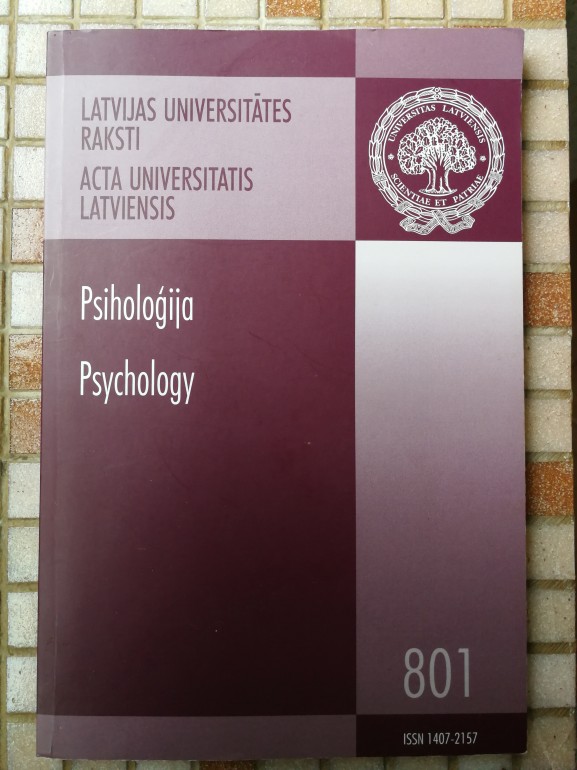 LATVIJAS UNIVERSITĀTES
RAKSTI
ACTA UNIVERSITATIS
LATVIENSIS
UNIVERSITAS LATVIENSIS
SCIENTIAE ET PATRIAE
Psiholoģija
Psychology
801
ISSN 1407-2157